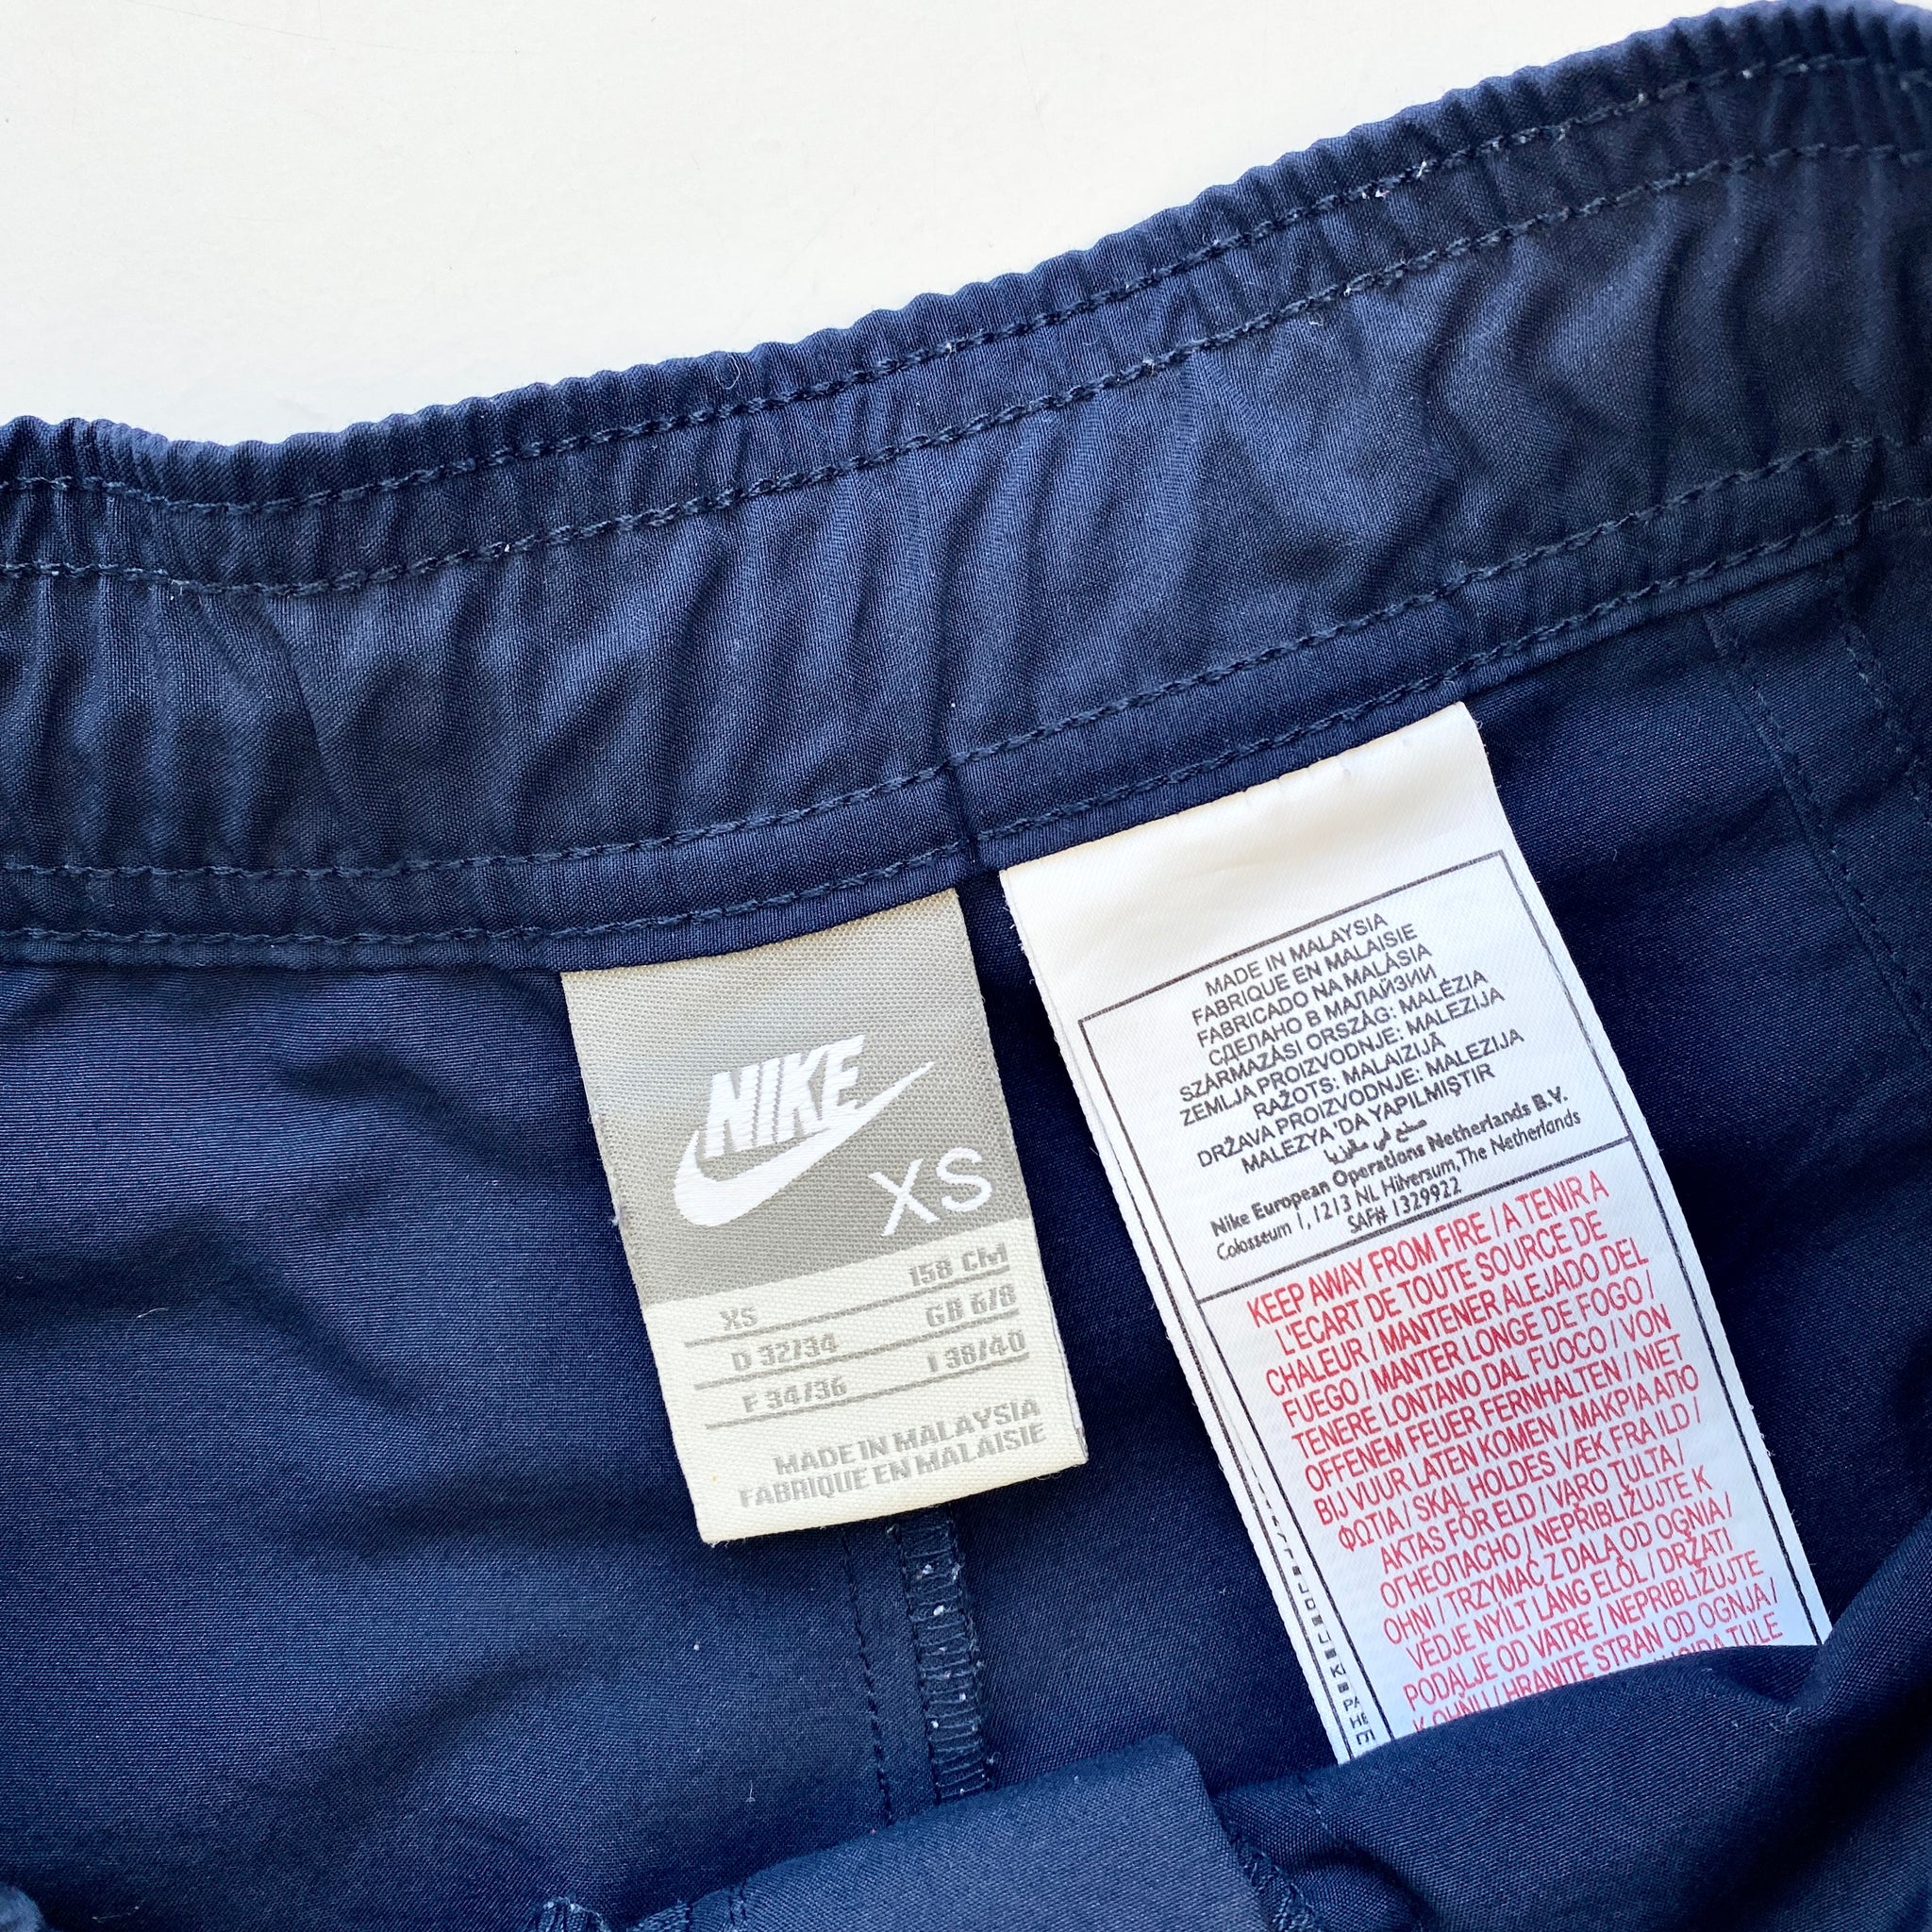 NIKE
XS
XS 158 CM
D 32/34 GB 6/8
F 34/36 I 38/40
MADE IN MALAYSIA
FABRIQUE EN MALAISIE
MADE IN MALAYSIA
FABRIQUE EN MALAISIE
FABRICADO NA MALÁSIA
СДЕЛАНО В МАЛАЙЗИИ
SZÁRMAZÁSI ORSZÁG: MALÉZIA
ZEMLJA PROIZVODNJE: MALEZIJA
RAŽOTS: MALAIZIJĀ
DRŽAVA PROIZVODNJE: MALEZIJA
MALEZYA'DA YAPILMIŞTIR
صنع في ماليزيا
Nike European Operations Netherlands B.V.
Colosseum 1, 1213 NL Hilversum, The Netherlands
SAF# 1329922
KEEP AWAY FROM FIRE / A TENIR A
L'ECART DE TOUTE SOURCE DE
CHALEUR / MANTENER ALEJADO DEL
FUEGO / MANTER LONGE DE FOGO /
TENERE LONTANO DAL FUOCO / VON
OFFENEM FEUER FERNHALTEN / NIET
BIJ VUUR LATEN KOMEN / ΜΑΚΡΙΑ ΑΠΟ
ΦΩΤΙΑ / SKAL HOLDES VÆK FRA ILD /
AKTAS FÖR ELD / VARO TULTA /
ОГНЕОПАСНО / NEPŘIBLIŽUJTE K
OHNI / TRZYMAĆ Z DALA OD OGNIA /
VÉDJE NYÍLT LÁNG ELŐL / DRŽATI
PODALJE OD VATRE / NEPRIBLIŽUJTE
K OHŇU / HRANITE STRAN OD OGNJA /
TULE